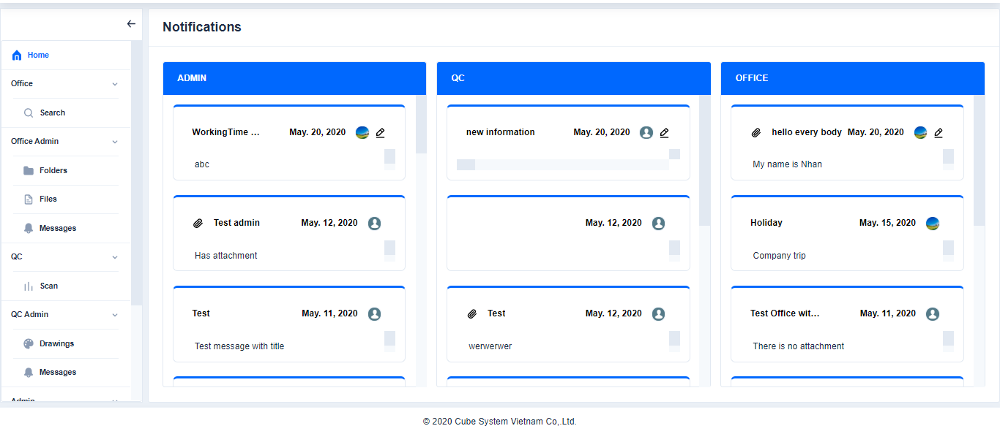 Notifications
Home
Office
Search
Office Admin
Folders
Files
Messages
QC
Scan
QC Admin
Drawings
Messages
Admin
ADMIN
WorkingTime ... May. 20, 2020
abc
Test admin May. 12, 2020
Has attachment
Test May. 11, 2020
Test message with title
QC
new information May. 20, 2020
May. 12, 2020
Test May. 12, 2020
werwerwer
OFFICE
hello every body May. 20, 2020
My name is Nhan
Holiday May. 15, 2020
Company trip
Test Office wit... May. 11, 2020
There is no attachment
© 2020 Cube System Vietnam Co,.Ltd.